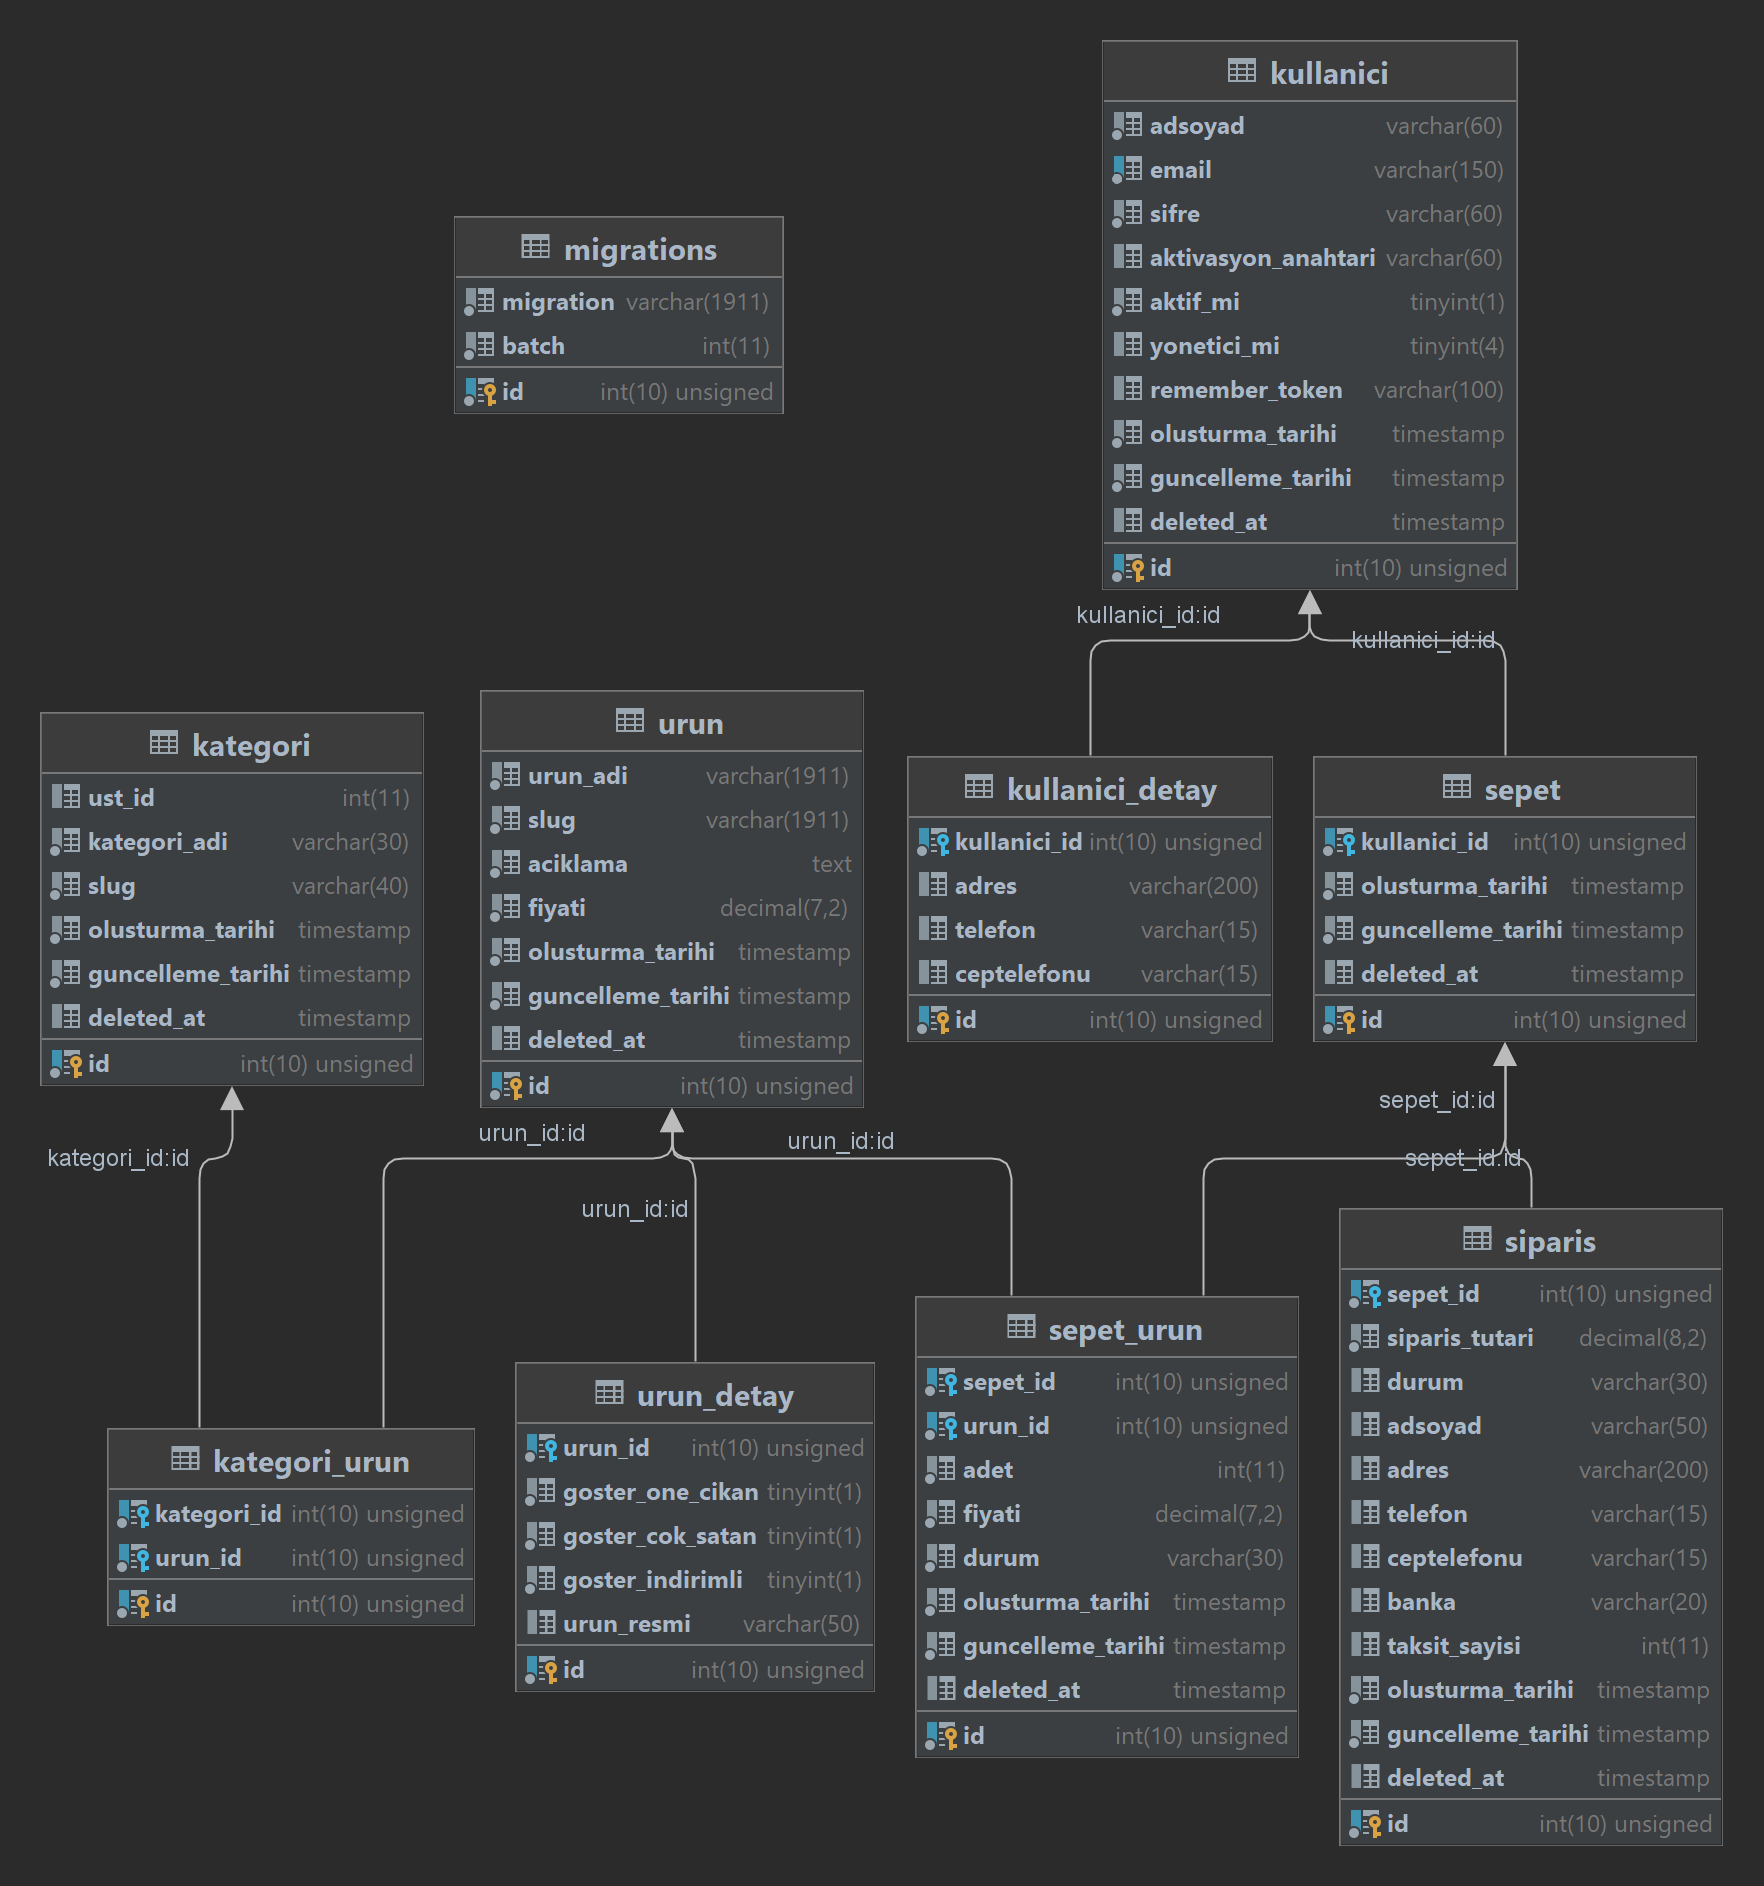 kullanici
adsoyad varchar(60)
email varchar(150)
sifre varchar(60)
aktivasyon_anahtari varchar(60)
aktif_mi tinyint(1)
yonetici_mi tinyint(4)
remember_token varchar(100)
olusturma_tarihi timestamp
guncelleme_tarihi timestamp
deleted_at timestamp
id int(10) unsigned
migrations
migration varchar(1911)
batch int(11)
id int(10) unsigned
kullanici_id:id
kullanici_id:id
kategori
ust_id int(11)
kategori_adi varchar(30)
slug varchar(40)
olusturma_tarihi timestamp
guncelleme_tarihi timestamp
deleted_at timestamp
id int(10) unsigned
urun
urun_adi varchar(1911)
slug varchar(1911)
aciklama text
fiyati decimal(7,2)
olusturma_tarihi timestamp
guncelleme_tarihi timestamp
deleted_at timestamp
id int(10) unsigned
kullanici_detay
kullanici_id int(10) unsigned
adres varchar(200)
telefon varchar(15)
ceptelefonu varchar(15)
id int(10) unsigned
sepet
kullanici_id int(10) unsigned
olusturma_tarihi timestamp
guncelleme_tarihi timestamp
deleted_at timestamp
id int(10) unsigned
kategori_id:id
urun_id:id
urun_id:id
urun_id:id
sepet_id:id
sepet_id:id
kategori_urun
kategori_id int(10) unsigned
urun_id int(10) unsigned
id int(10) unsigned
urun_detay
urun_id int(10) unsigned
goster_one_cikan tinyint(1)
goster_cok_satan tinyint(1)
goster_indirimli tinyint(1)
urun_resmi varchar(50)
id int(10) unsigned
sepet_urun
sepet_id int(10) unsigned
urun_id int(10) unsigned
adet int(11)
fiyati decimal(7,2)
durum varchar(30)
olusturma_tarihi timestamp
guncelleme_tarihi timestamp
deleted_at timestamp
id int(10) unsigned
siparis
sepet_id int(10) unsigned
siparis_tutari decimal(8,2)
durum varchar(30)
adsoyad varchar(50)
adres varchar(200)
telefon varchar(15)
ceptelefonu varchar(15)
banka varchar(20)
taksit_sayisi int(11)
olusturma_tarihi timestamp
guncelleme_tarihi timestamp
deleted_at timestamp
id int(10) unsigned